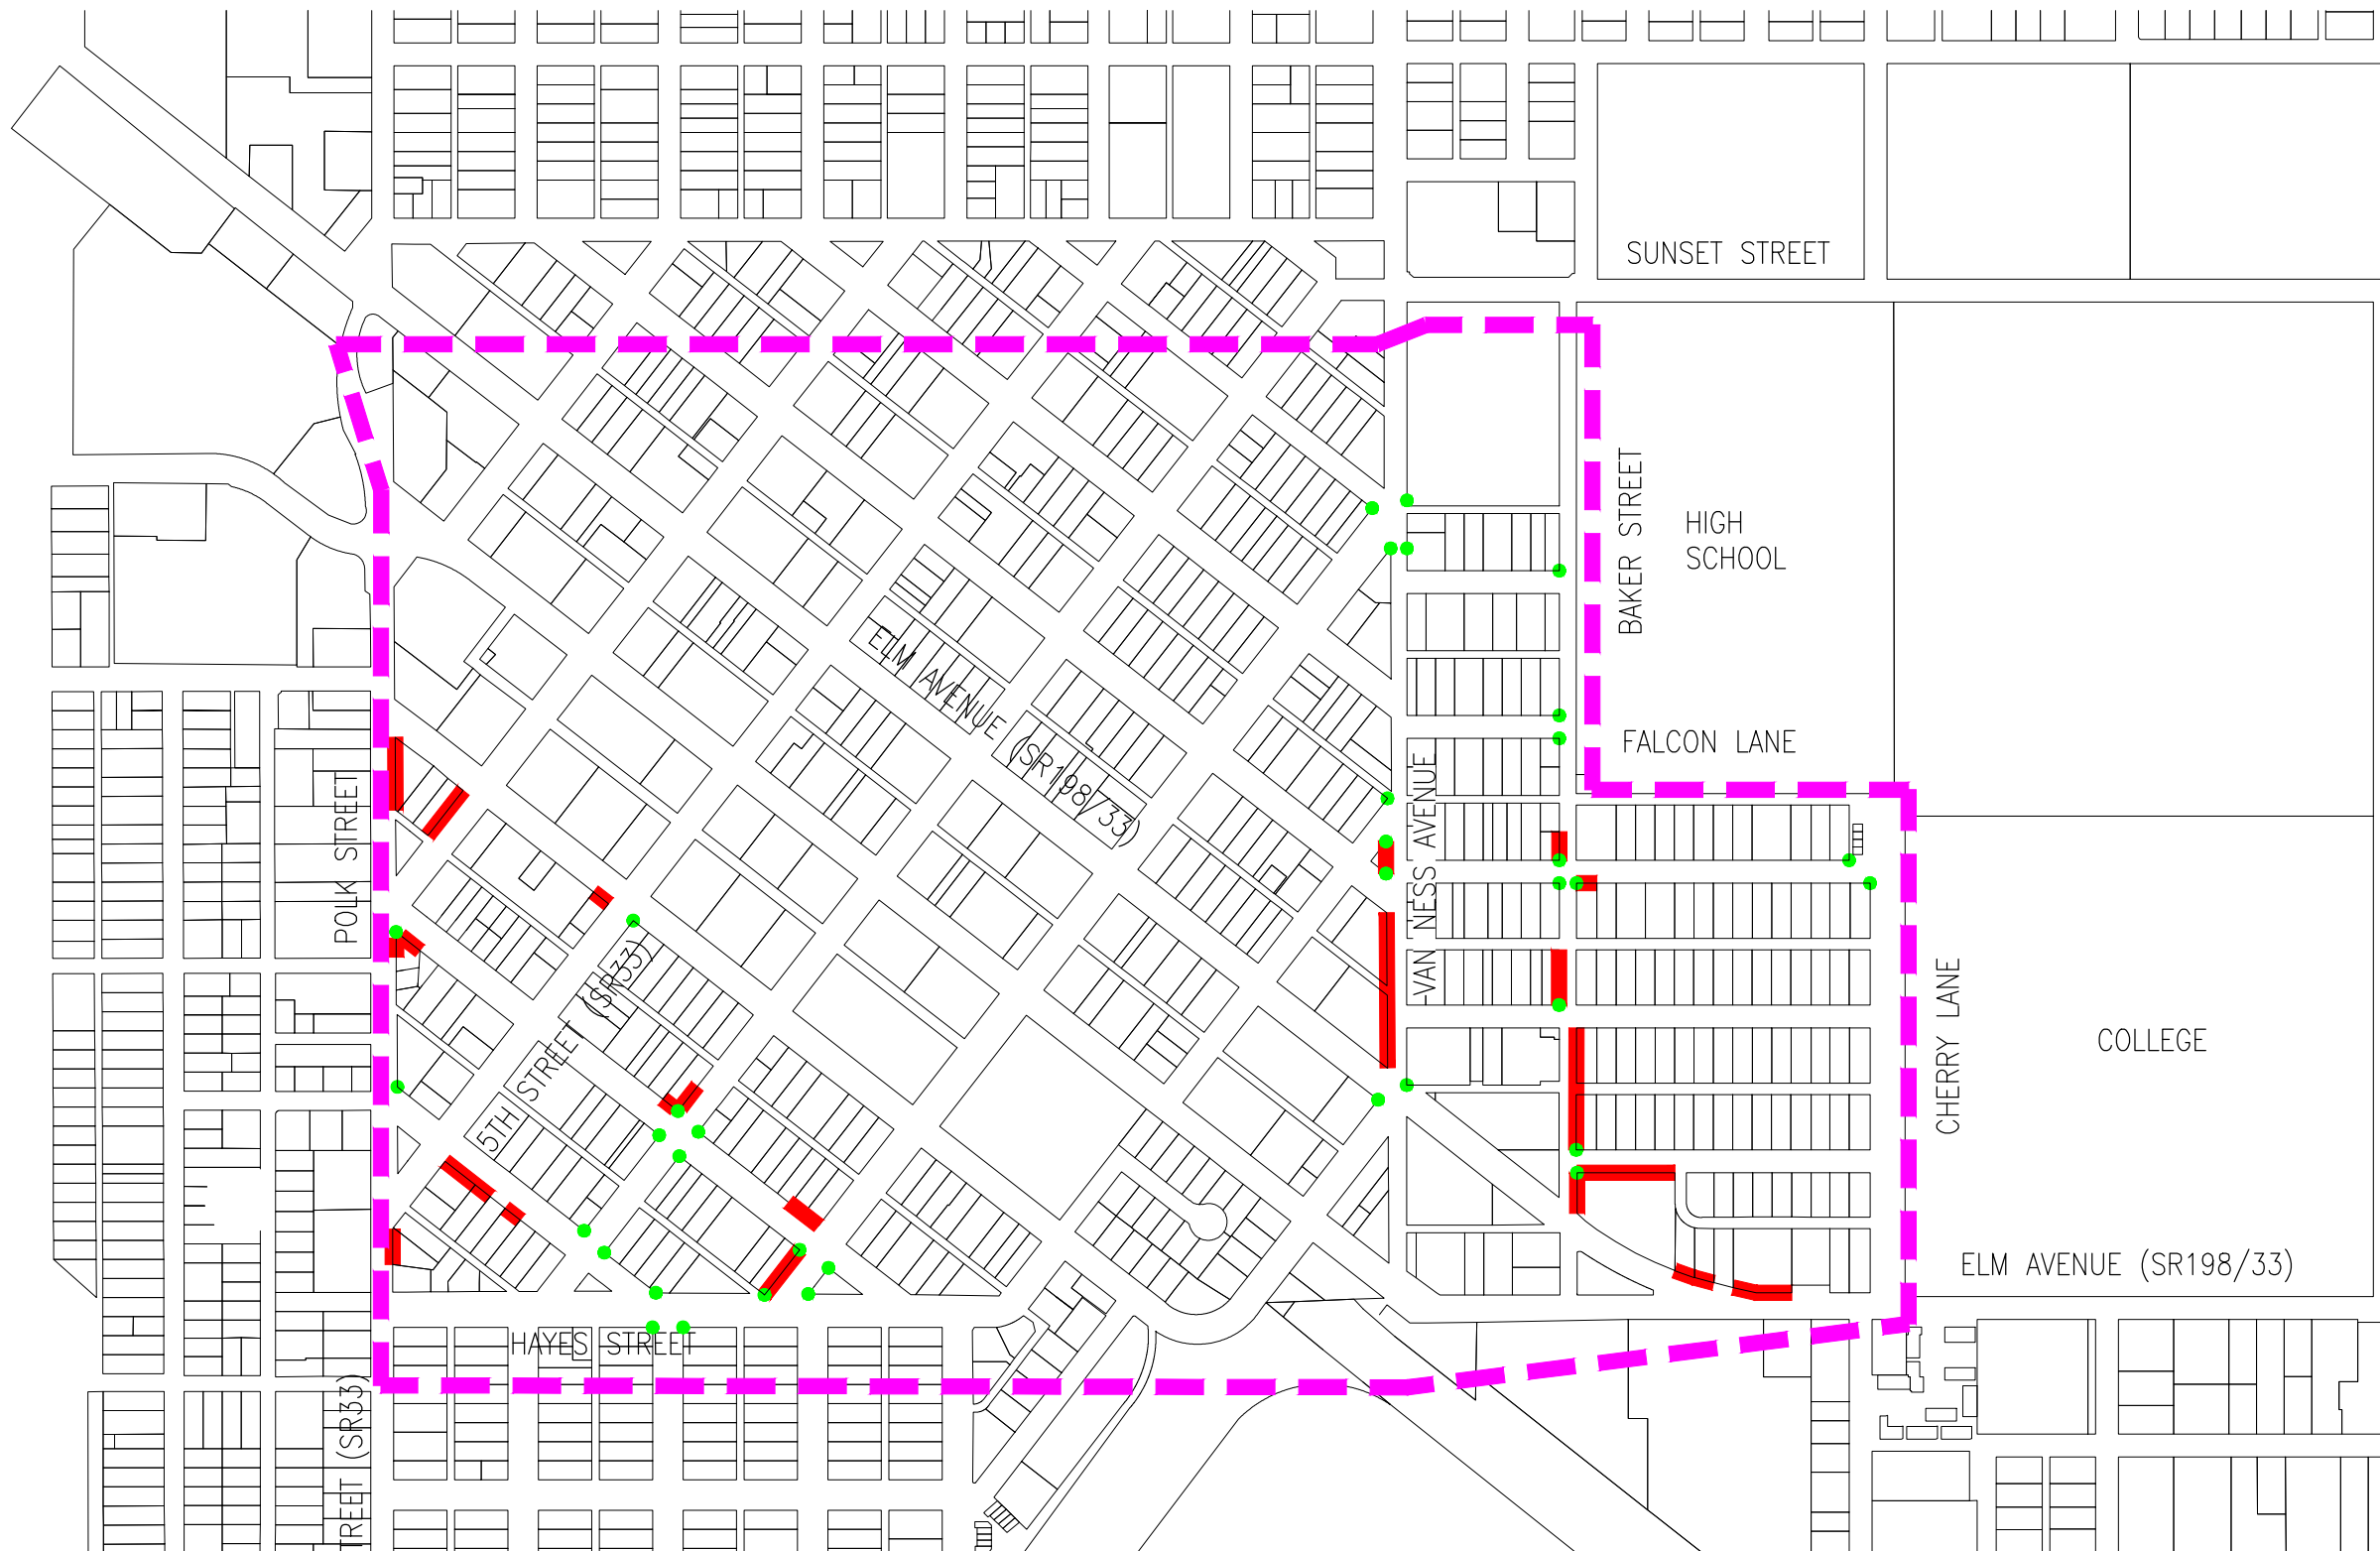 SUNSET STREET
BAKER STREET
HIGH
SCHOOL
ELM AVENUE (SR198/33)
FALCON LANE
POLK STREET
VAN NESS AVENUE
5TH STREET (SR33)
CHERRY LANE
COLLEGE
ELM AVENUE (SR198/33)
HAYES STREET
TREET (SR33)